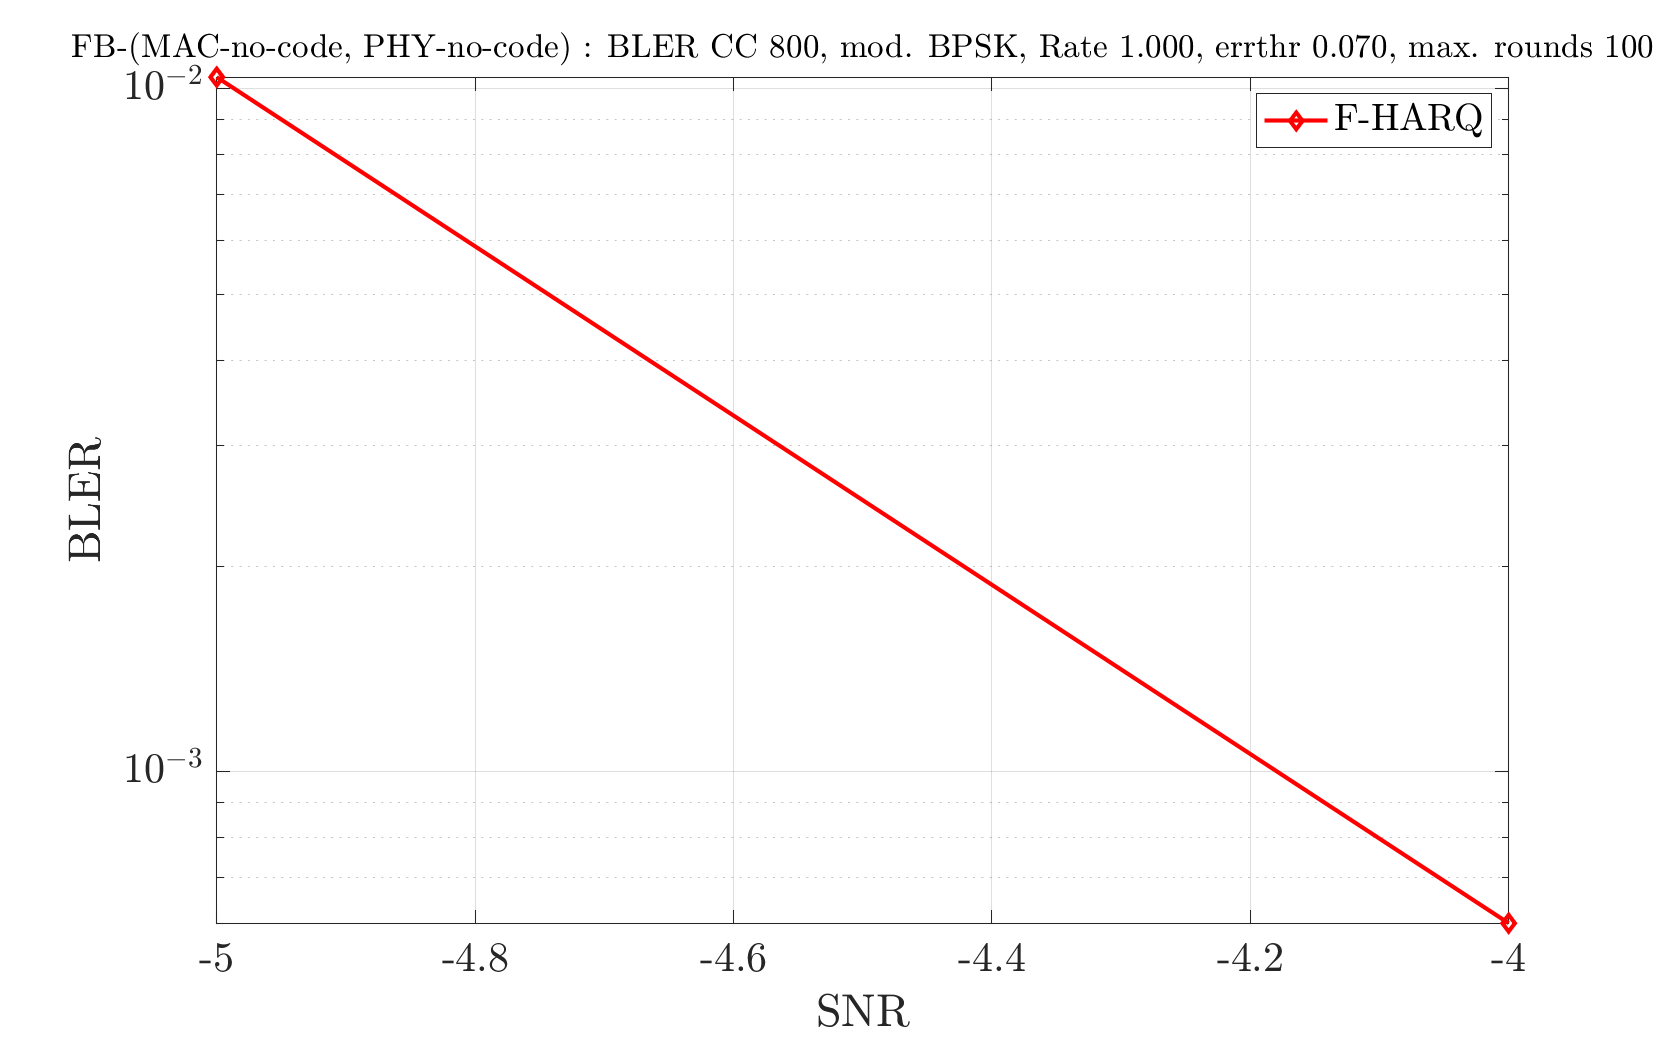 FB-(MAC-no-code, PHY-no-code) : BLER CC 800, mod. BPSK, Rate 1.000, errthr 0.070, max. rounds 100
10⁻²
F-HARQ
BLER
10⁻³
-5 -4.8 -4.6 -4.4 -4.2 -4
SNR